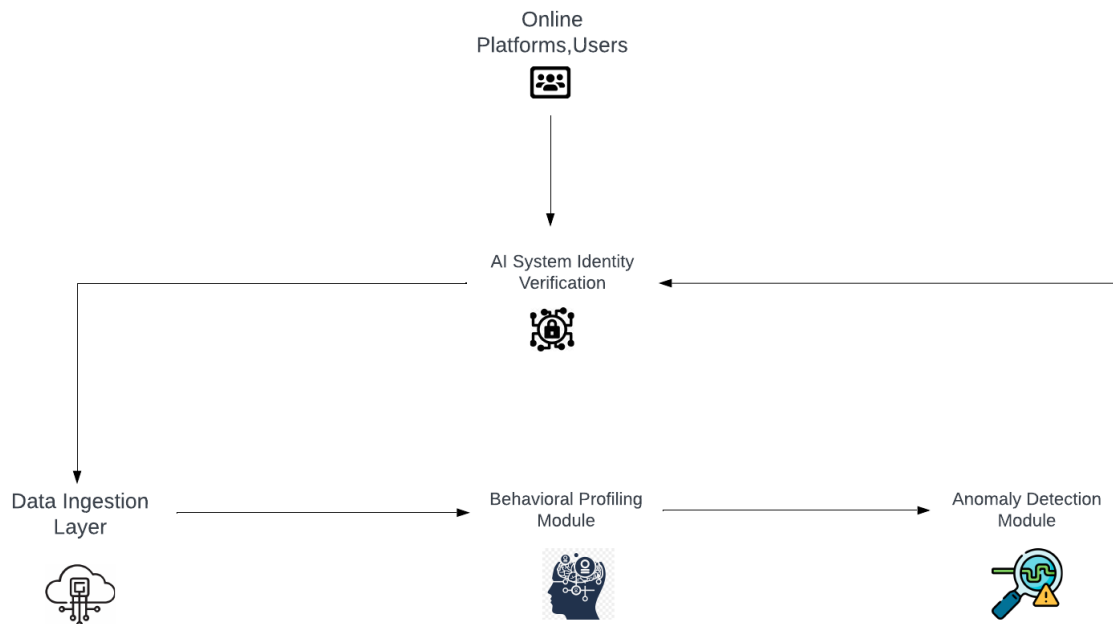 Online
Platforms,Users
AI System Identity
Verification
Data Ingestion
Layer
Behavioral Profiling
Module
Anomaly Detection
Module